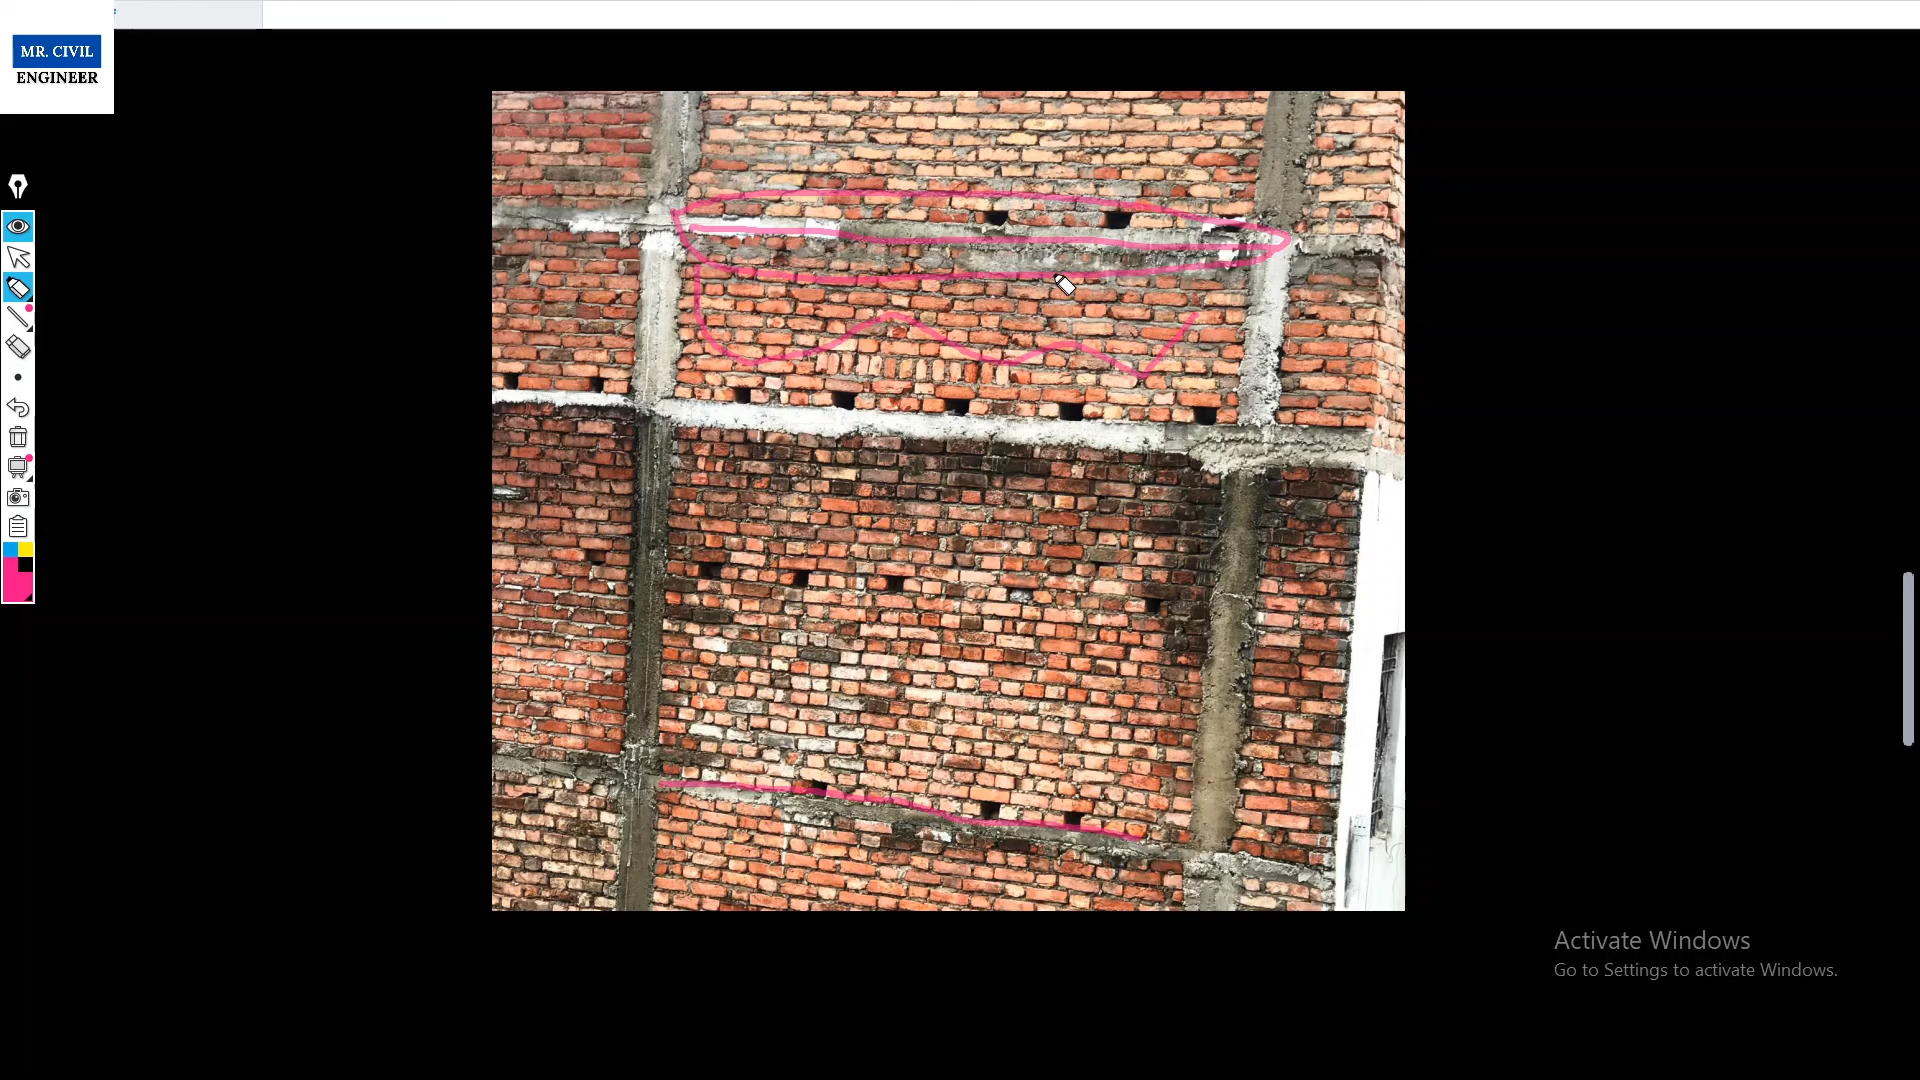 MR. CIVIL
ENGINEER
Activate Windows
Go to Settings to activate Windows.